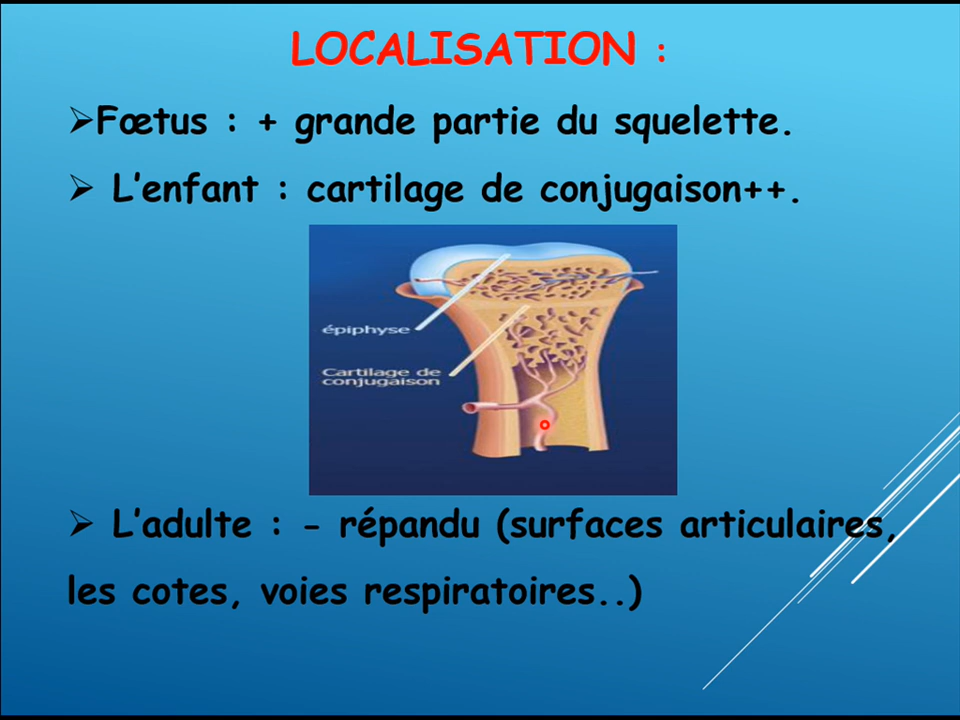 LOCALISATION :
➢Fœtus : + grande partie du squelette.
➢ L'enfant : cartilage de conjugaison++.
épiphyse
Cartilage de
conjugaison
➢ L'adulte : - répandu (surfaces articulaires,
les cotes, voies respiratoires..)